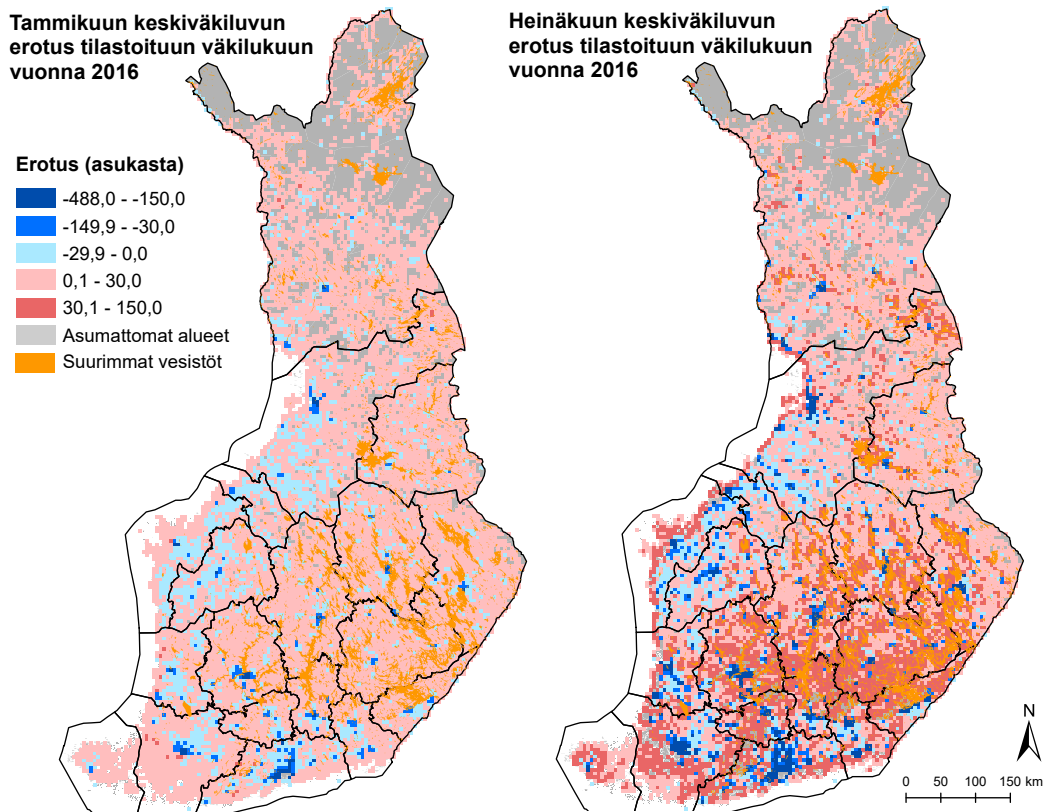 Tammikuun keskiväkiluvun
erotus tilastoituun väkilukuun
vuonna 2016
Heinäkuun keskiväkiluvun
erotus tilastoituun väkilukuun
vuonna 2016
Erotus (asukasta)
-488,0 - -150,0
-149,9 - -30,0
-29,9 - 0,0
0,1 - 30,0
30,1 - 150,0
Asumattomat alueet
Suurimmat vesistöt
N
0 50 100 150 km